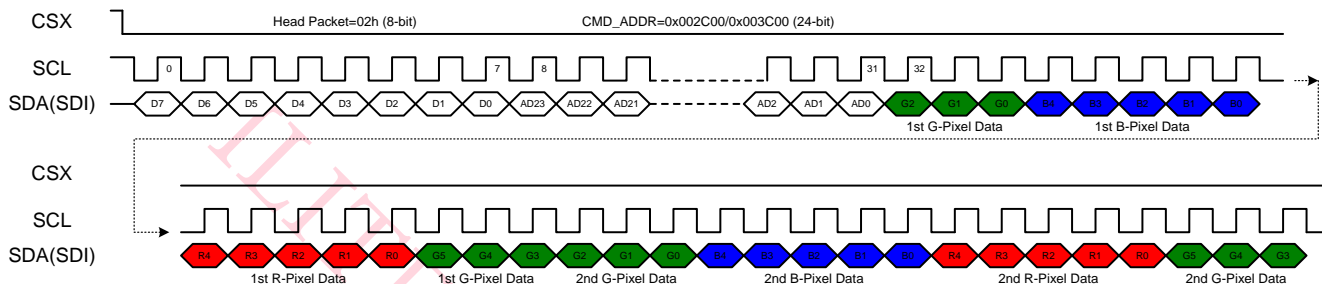 CSX Head Packet=02h (8-bit) CMD_ADDR=0x002C00/0x003C00 (24-bit)
SCL 0 7 8 31 32
SDA(SDI) D7 D6 D5 D4 D3 D2 D1 D0 AD23 AD22 AD21 AD2 AD1 AD0 G2 G1 G0 B4 B3 B2 B1 B0
1st G-Pixel Data 1st B-Pixel Data
CSX
SCL
SDA(SDI) R4 R3 R2 R1 R0 G5 G4 G3 G2 G1 G0 B4 B3 B2 B1 B0 R4 R3 R2 R1 R0 G5 G4 G3
1st R-Pixel Data 1st G-Pixel Data 2nd G-Pixel Data 2nd B-Pixel Data 2nd R-Pixel Data 2nd G-Pixel Data
ILIT